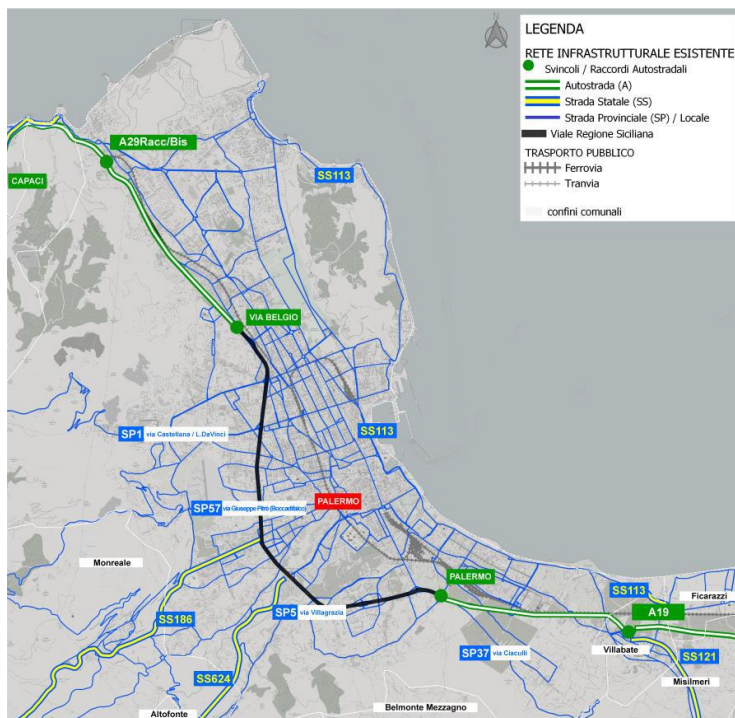 LEGENDA
RETE INFRASTRUTTURALE ESISTENTE
Svincoli / Raccordi Autostradali
Autostrada (A)
Strada Statale (SS)
Strada Provinciale (SP) / Locale
Viale Regione Siciliana
TRASPORTO PUBBLICO
Ferrovia
Tranvia
confini comunali
A29Racc/Bis
CAPACI
SS113
VIA BELGIO
SP1 via Castellana / L.DaVinci
SS113
SP57 via Giuseppe Pitrè (Boccadifalco)
PALERMO
Monreale
PALERMO
SS113
Ficarazzi
SP5 via Villagrazia
A19
SS186
Villabate
SP37 via Ciaculli
SS121
SS624
Misilmeri
Altofonte
Belmonte Mezzagno